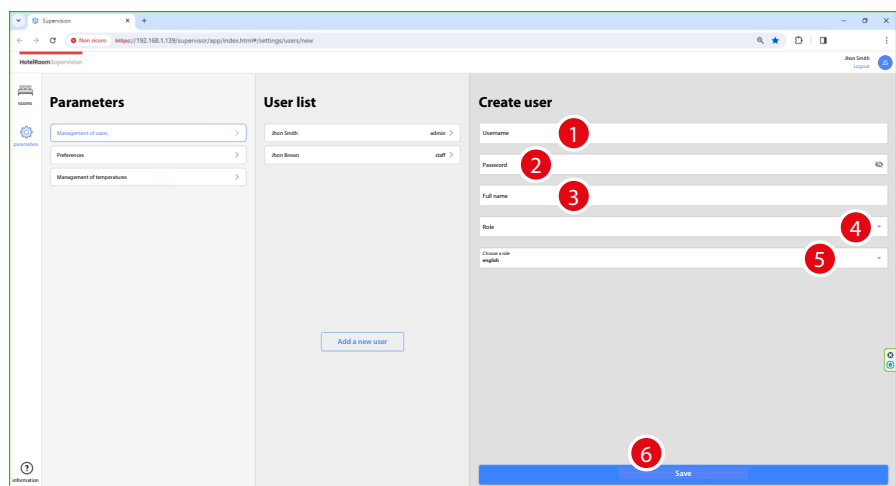 Supervision
Non sicuro https://192.168.1.139/supervisor/app/index.html#/settings/users/new
HotelRoomSupervision
Jhon Smith
Logout
JS
rooms
parameters
information
Parameters
Management of users
Preferences
Management of temperatures
User list
Jhon Smith admin
Jhon Brown staff
Add a new user
Create user
Username 1
Password 2
Full name 3
Role 4
Choose a role
english 5
6
Save